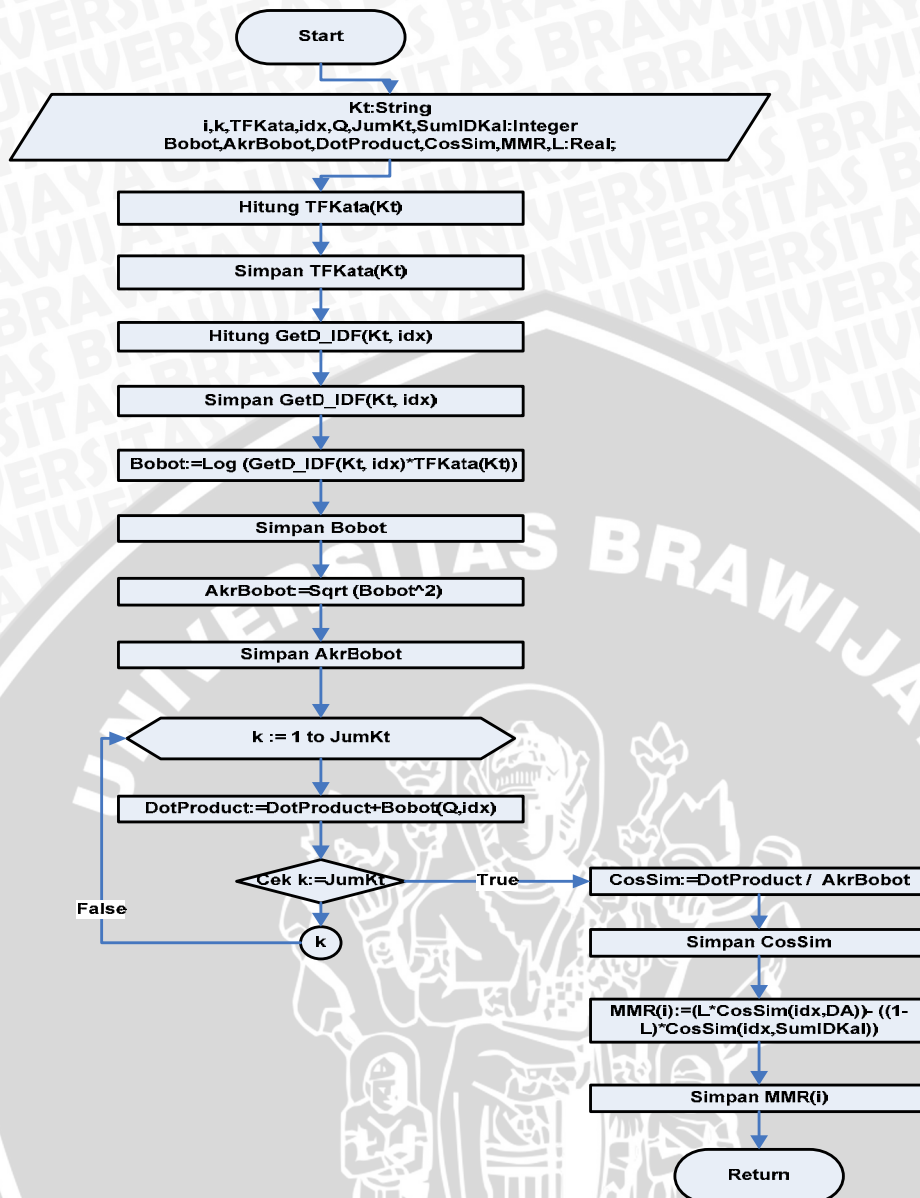 Start
Kt:String
i,k,TFKata,idx,Q,JumKt,SumIDKal:Integer
Bobot,AkrBobot,DotProduct,CosSim,MMR,L:Real;
Hitung TFKata(Kt)
Simpan TFKata(Kt)
Hitung GetD_IDF(Kt, idx)
Simpan GetD_IDF(Kt, idx)
Bobot:=Log (GetD_IDF(Kt, idx)*TFKata(Kt))
Simpan Bobot
AkrBobot:=Sqrt (Bobot^2)
Simpan AkrBobot
k := 1 to JumKt
DotProduct:=DotProduct+Bobot(Q,idx)
Cek k:=JumKt
True
False
k
CosSim:=DotProduct / AkrBobot
Simpan CosSim
MMR(i):=(L*CosSim(idx,DA))- ((1-
L)*CosSim(idx,SumIDKal))
Simpan MMR(i)
Return
UNIVERSITAS BRAWIJA